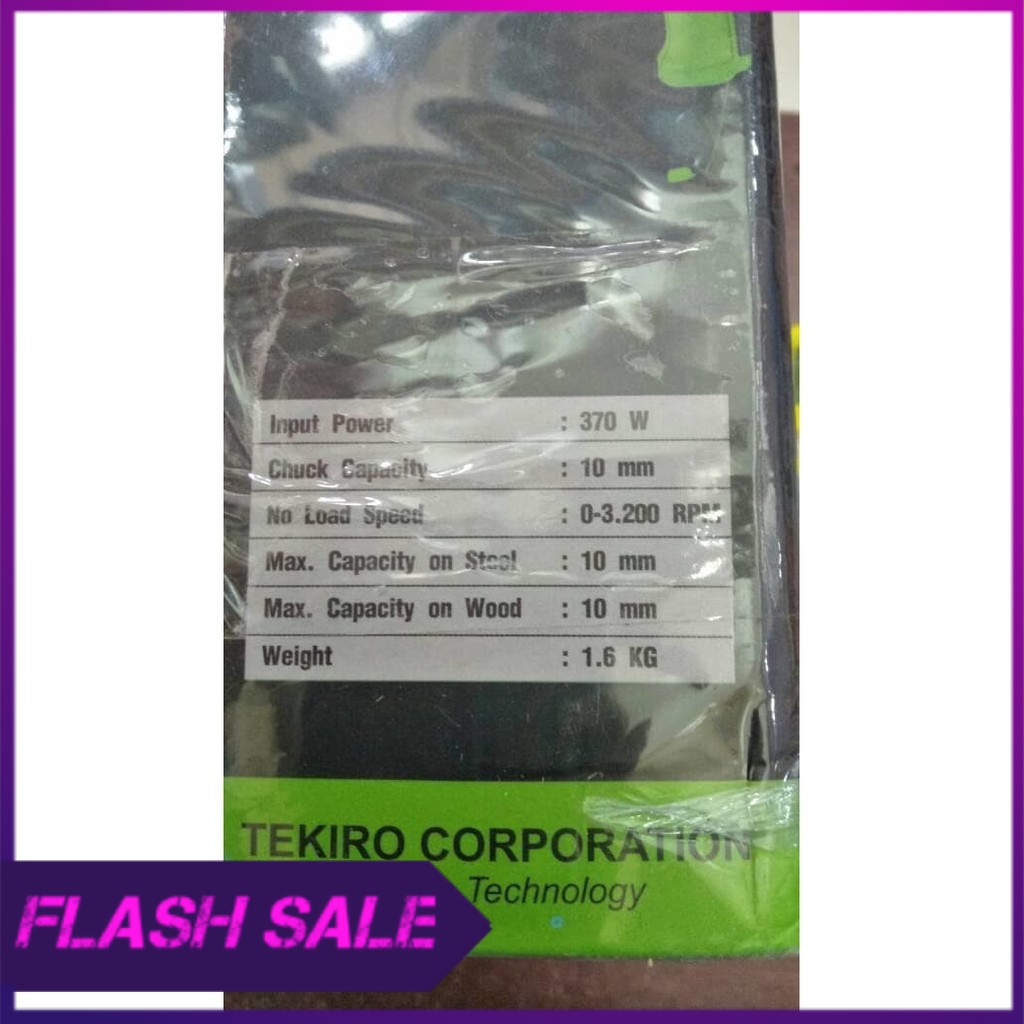 Input Power : 370 W
Chuck Capacity : 10 mm
No Load Speed : 0-3.200 RPM
Max. Capacity on Steel : 10 mm
Max. Capacity on Wood : 10 mm
Weight : 1.6 KG
TEKIRO CORPORATION
Technology
FLASH SALE